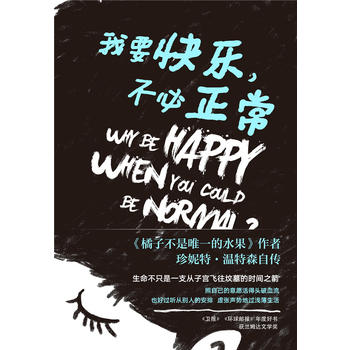 我要快乐，
不必正常
WHY BE HAPPY
WHEN YOU COULD
BE NORMAL?
《橘子不是唯一的水果》作者
珍妮特·温特森自传
生命不只是一支从子宫飞往坟墓的时间之箭
照自己的意愿活得头破血流
也好过听从别人的安排 虚张声势地过浅薄生活
《卫报》《环球邮报》年度好书
获兰姆达文学奖